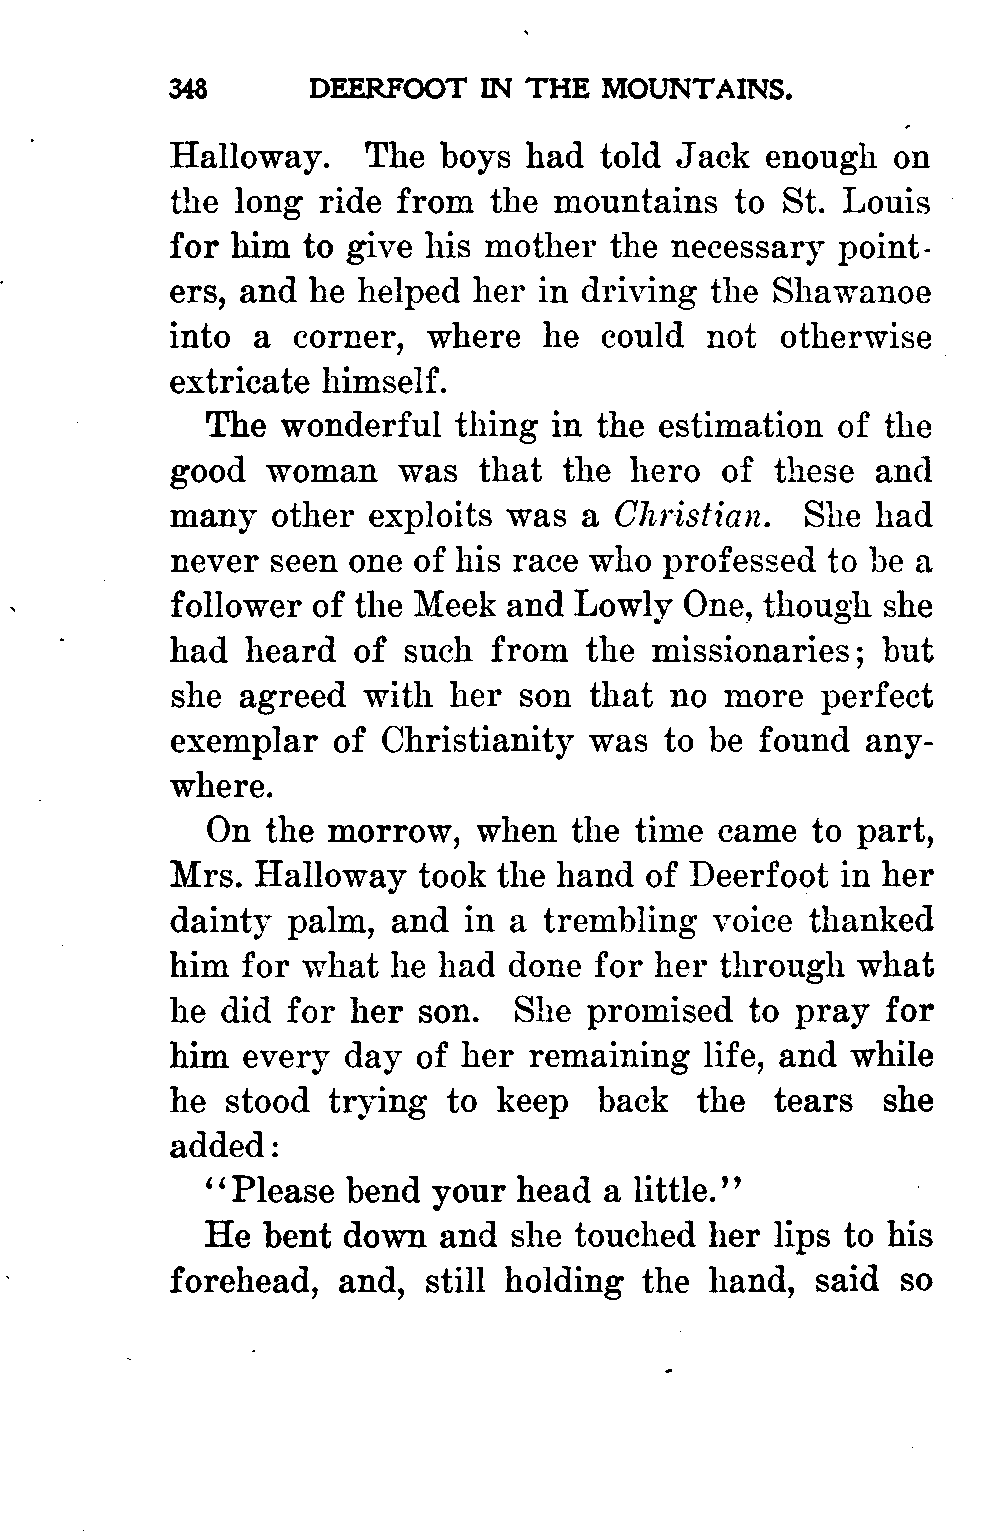 348 DEERFOOT IN THE MOUNTAINS.
Halloway. The boys had told Jack enough on
the long ride from the mountains to St. Louis
for him to give his mother the necessary point-
ers, and he helped her in driving the Shawanoe
into a corner, where he could not otherwise
extricate himself.
The wonderful thing in the estimation of the
good woman was that the hero of these and
many other exploits was a Christian. She had
never seen one of his race who professed to be a
follower of the Meek and Lowly One, though she
had heard of such from the missionaries; but
she agreed with her son that no more perfect
exemplar of Christianity was to be found any-
where.
On the morrow, when the time came to part,
Mrs. Halloway took the hand of Deerfoot in her
dainty palm, and in a trembling voice thanked
him for what he had done for her through what
he did for her son. She promised to pray for
him every day of her remaining life, and while
he stood trying to keep back the tears she
added:
"Please bend your head a little."
He bent down and she touched her lips to his
forehead, and, still holding the hand, said so